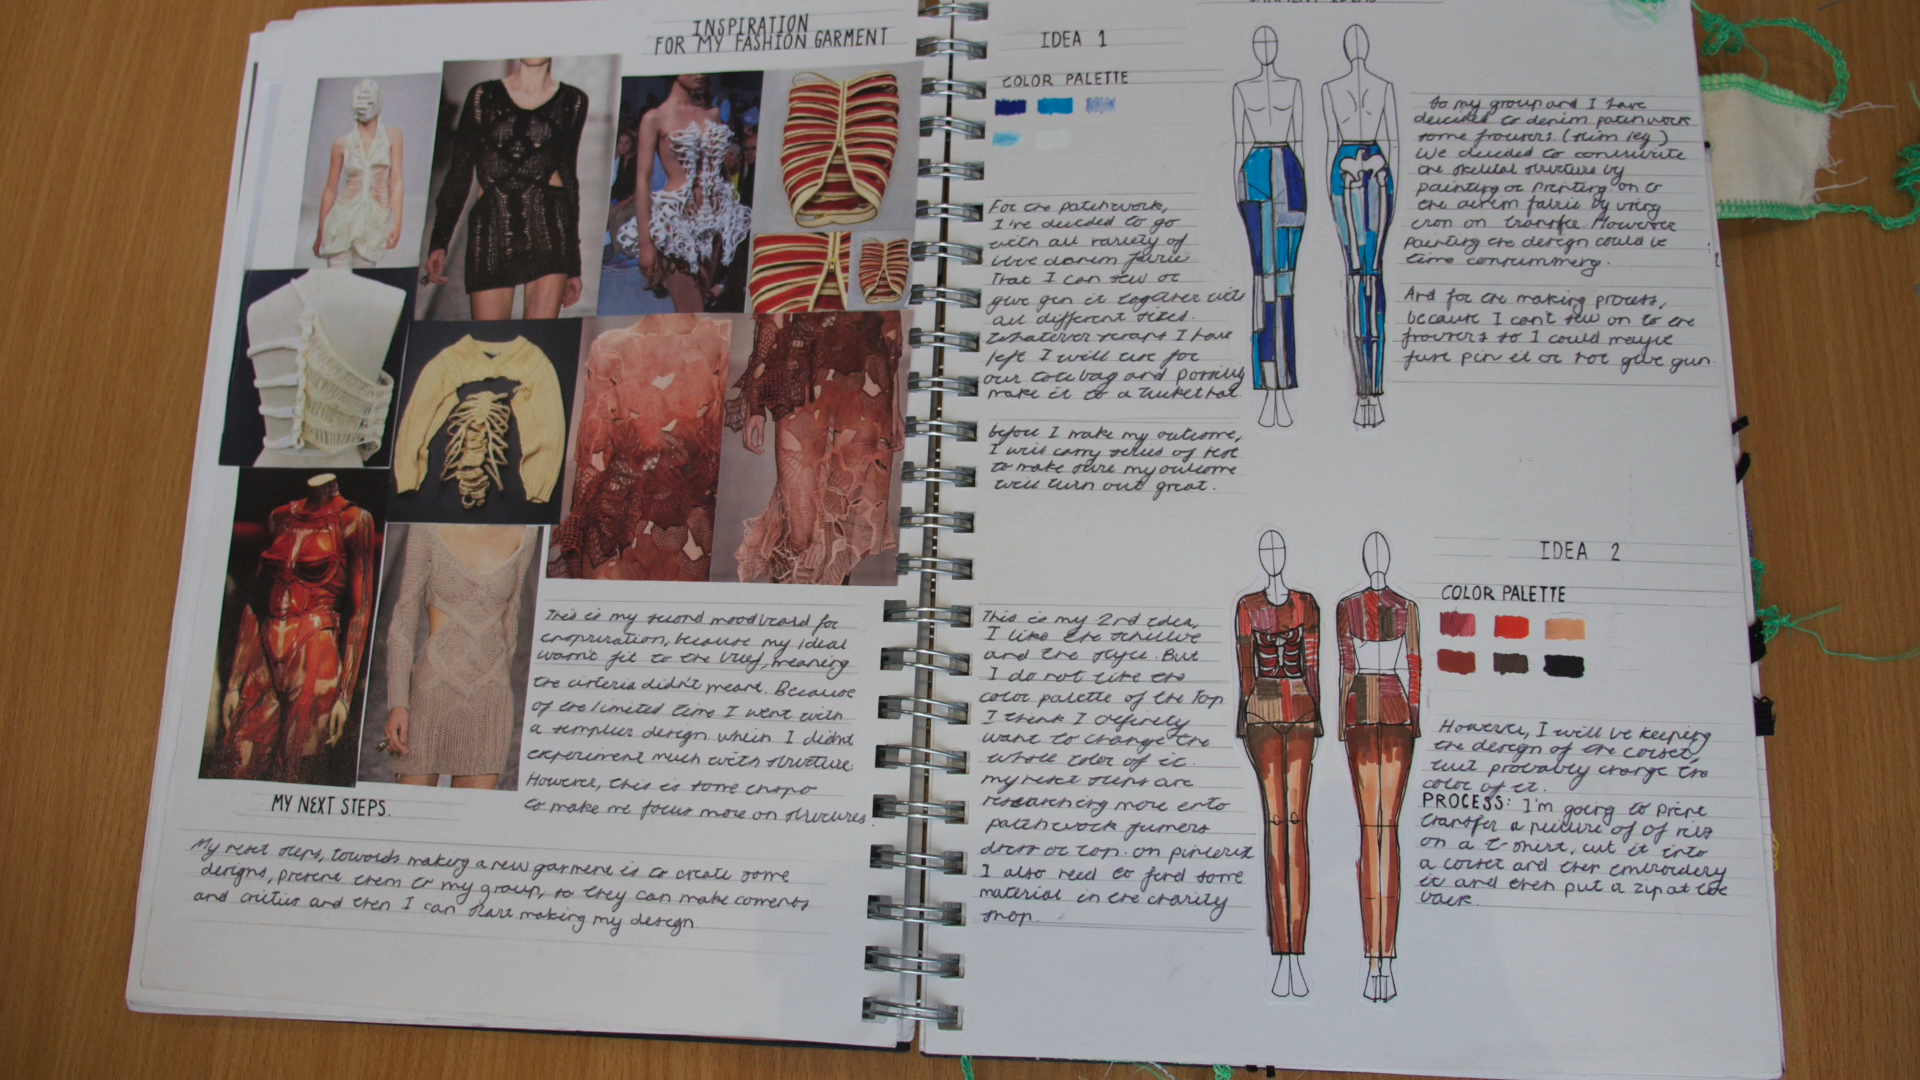 INSPIRATION
FOR MY FASHION GARMENT
This is my second moodboard for
inspiration, because my ideal
wasn't fit to the brief, meaning
the criteria didn't meant. Because
of the limited time I went with
a semplier design which I didnt
experiment much with structure.
However, this is some inspo
to make me focus more on structures.
MY NEXT STEPS.
My next steps, towards making a new garment is to create some
designs, present them to my group, so they can make coments
and critics and then I can start making my design
GARMENT IDEAS
IDEA 1
COLOR PALETTE
For the patchwork,
I've decided to go
with all variety of
blue denim fabric
That I can sew or
glue gun it together with
all different sizes.
Whatever scraps I have
left I will use for
our tote bag and possibly
make it to a bucket hat.
before I make my outcome,
I will carry series of test
to make sure my outcome
will turn out great.
So my group and I have
decided to denim patchwork
some trousers (slim leg)
We decided to
the skeletal structure by
painting or printing on to
the denim fabric by using
iron on transfer. However
painting the design could be
time consummery.
And for the making process,
because I can't sew on to the
trousers so I could maybe
just pin it or hot glue gun
This is my 2nd idea,
I like the
and the style. But
I do not like the
color palette of the top
I think I definely
want to change the
whole color of it.
my next steps are
researching more into
patchwork jumpers
dress or top. on pinterest
I also need to find some
material in the charity
shop.
IDEA 2
COLOR PALETTE
However, I will be keeping
the design of the corset,
but probably change the
color of it.
PROCESS: I'm going to print
transfer a picture of of rib
on a t-shirt, cut it into
a corset and then embroidery
it and then put a zip at the
back.